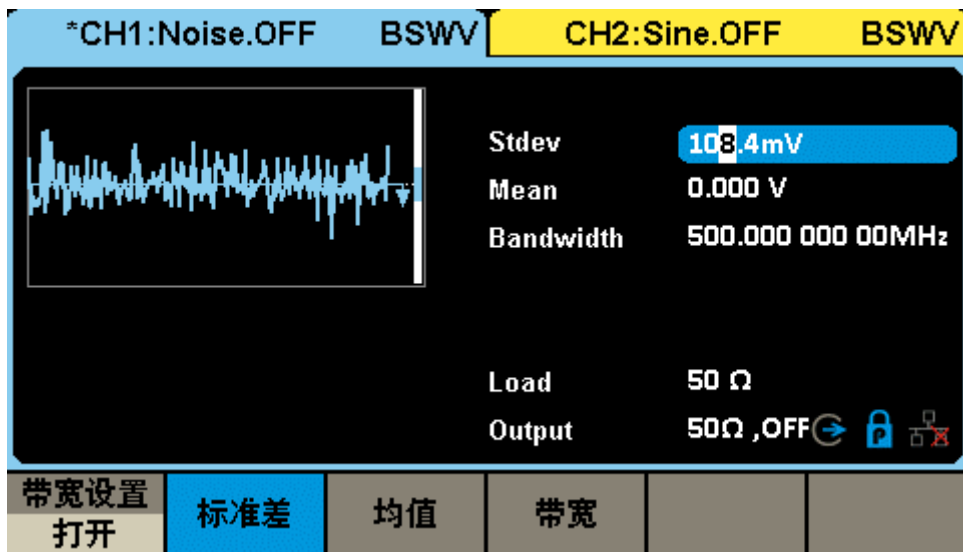 *CH1:Noise.OFF BSWV CH2:Sine.OFF BSWV
Stdev 108.4mV
Mean 0.000 V
Bandwidth 500.000 000 00MHz
Load 50 Ω
Output 50Ω ,OFF
带宽设置
打开
标准差 均值 带宽